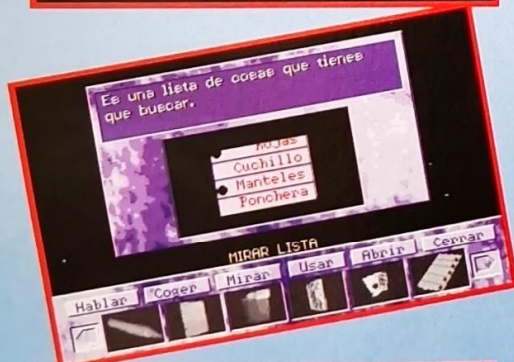 Es una lista de cosas que tienes
que buscar.
Hojas
Cuchillo
Manteles
Ponchera
MIRAR LISTA
Hablar Coger Mirar Usar Abrir Cerrar